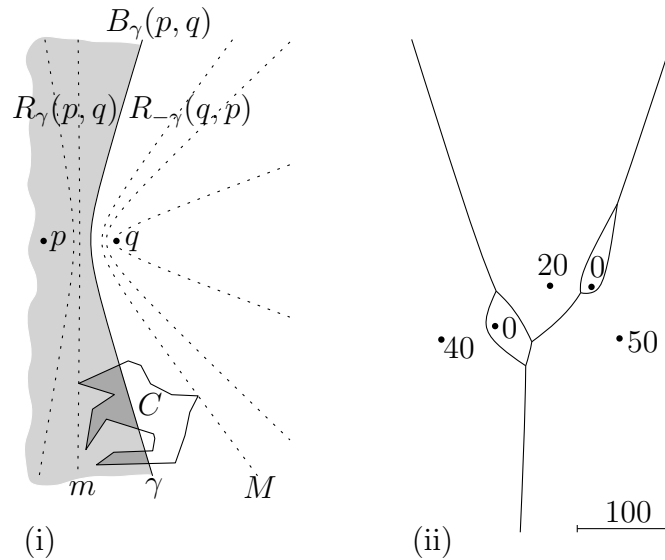 B_γ(p, q)
R_γ(p, q) R_{−γ}(q, p)
p q
C
m γ M
(i)
20 0
0
40 50
100
(ii)